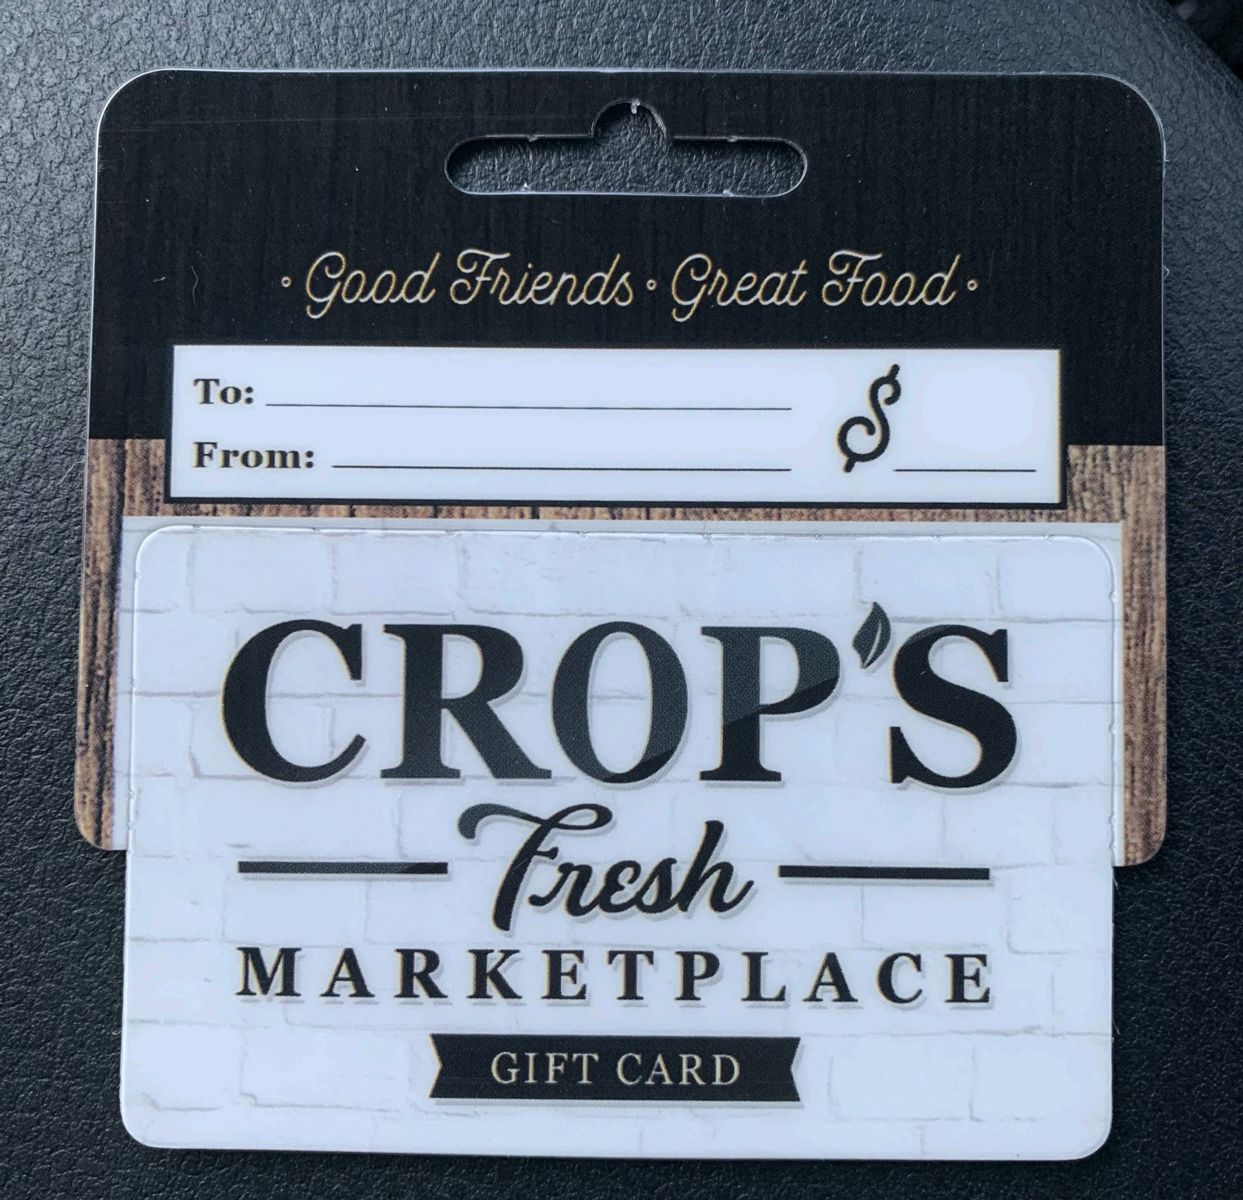 · Good Friends · Great Food ·
To:
$
From:
CROP'S
Fresh
MARKETPLACE
GIFT CARD